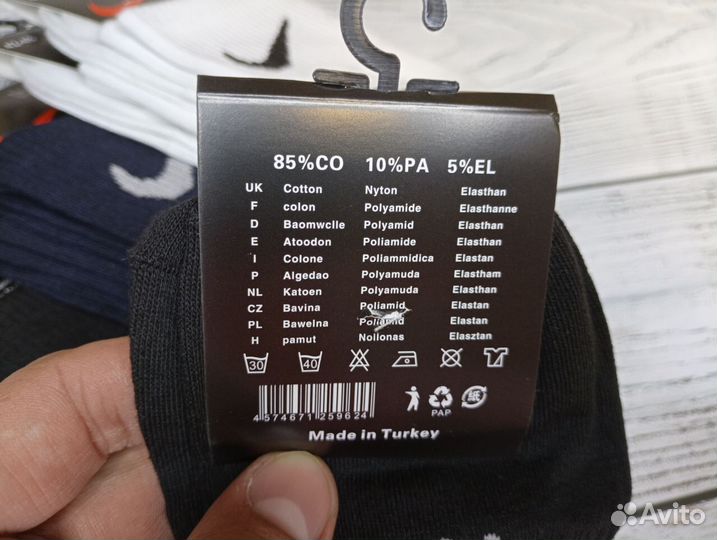 85%CO 10%PA 5%EL
UK Cotton Nyton Elasthan
F colon Polyamide Elasthanne
D Baomwclle Polyamid Elasthan
E Atoodon Poliamide Elasthan
I Colone Poliammidica Elastan
P Algedao Polyamuda Elastham
NL Katoen Polyamuda Elasthan
CZ Bavina Poliamid Elastan
PL Bawelna Poliamid Elastan
H pamut Noilonas Elasztan
30 40
4574671259624
PAP
Made in Turkey
Avito